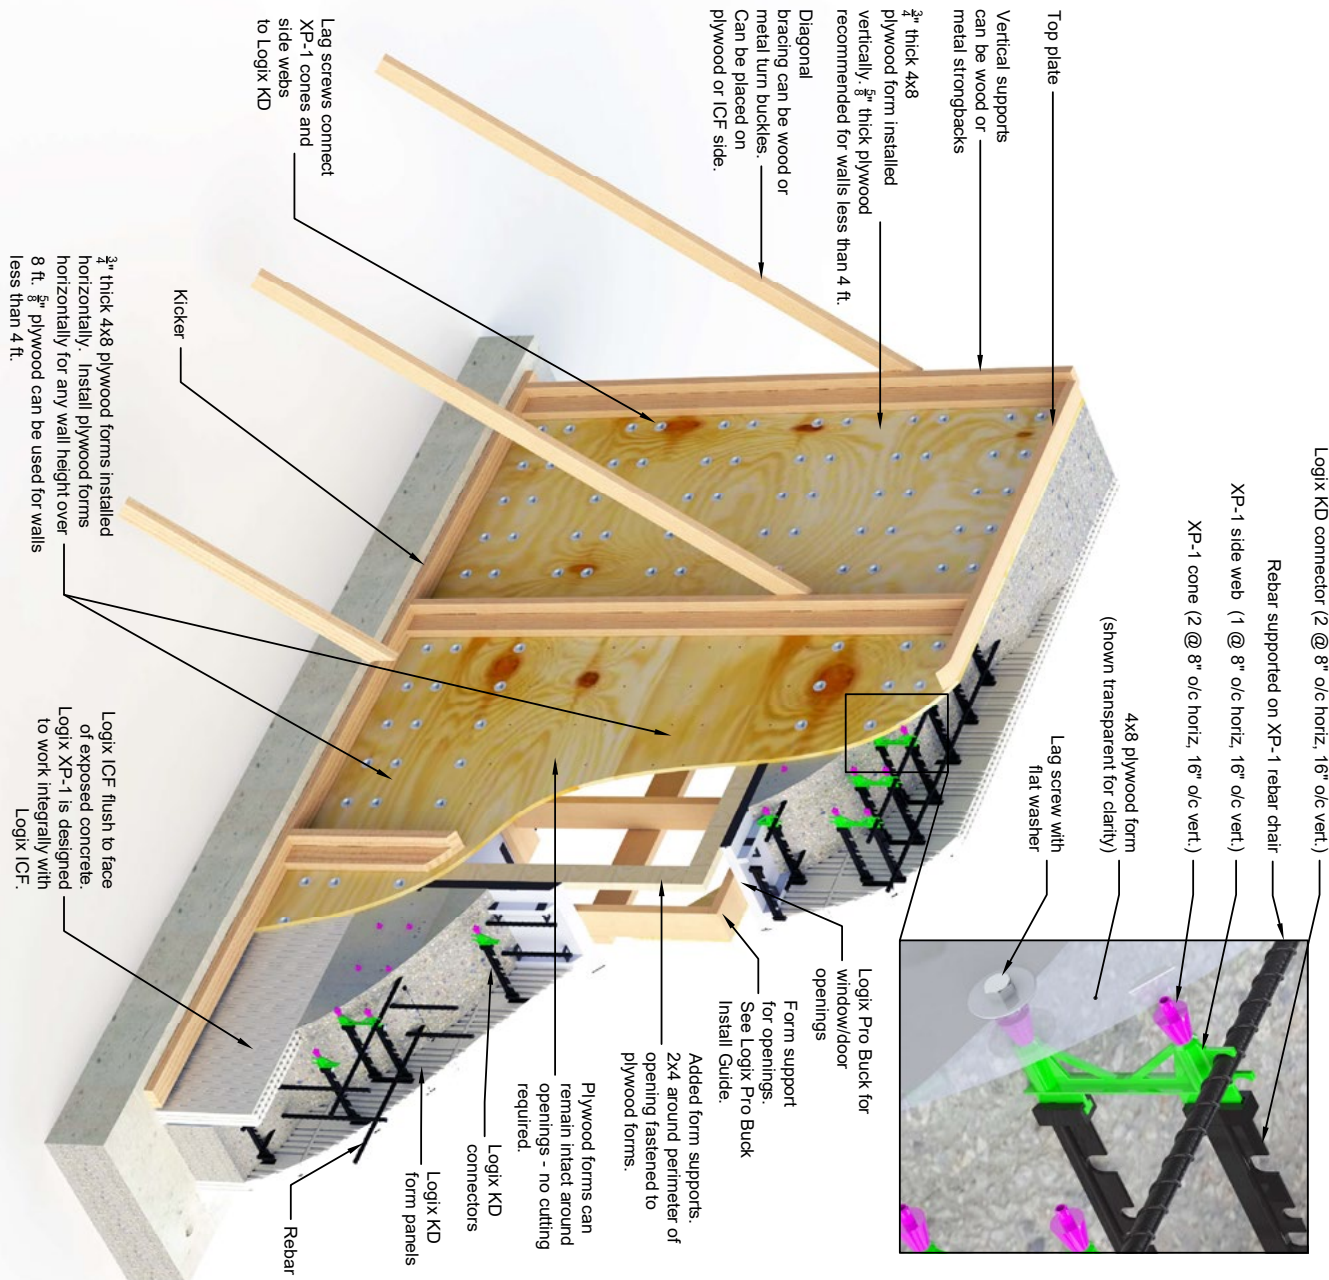 Logix KD connector (2 @ 8" o/c horiz, 16" o/c vert.)
Rebar supported on XP-1 rebar chair
XP-1 side web (1 @ 8" o/c horiz, 16" o/c vert.)
XP-1 cone (2 @ 8" o/c horiz, 16" o/c vert.)
4x8 plywood form
(shown transparent for clarity)
Lag screw with
flat washer
Top plate
Vertical supports
can be wood or
metal strongbacks
¾" thick 4x8
plywood form installed
vertically. ⅝" thick plywood
recommended for walls less than 4 ft.
Diagonal
bracing can be wood or
metal turn buckles.
Can be placed on
plywood or ICF side.
Lag screws connect
XP-1 cones and
side webs
to Logix KD
Kicker
¾" thick 4x8 plywood forms installed
horizontally. Install plywood forms
horizontally for any wall height over
8 ft. ⅝" plywood can be used for walls
less than 4 ft.
Logix Pro Buck for
window/door
openings
Form support
for openings.
See Logix Pro Buck
Install Guide.
Added form supports.
2x4 around perimeter of
opening fastened to
plywood forms.
Plywood forms can
remain intact around
openings - no cutting
required.
Logix KD
connectors
Logix KD
form panels
Rebar
Logix ICF flush to face
of exposed concrete.
Logix XP-1 is designed
to work integrally with
Logix ICF.